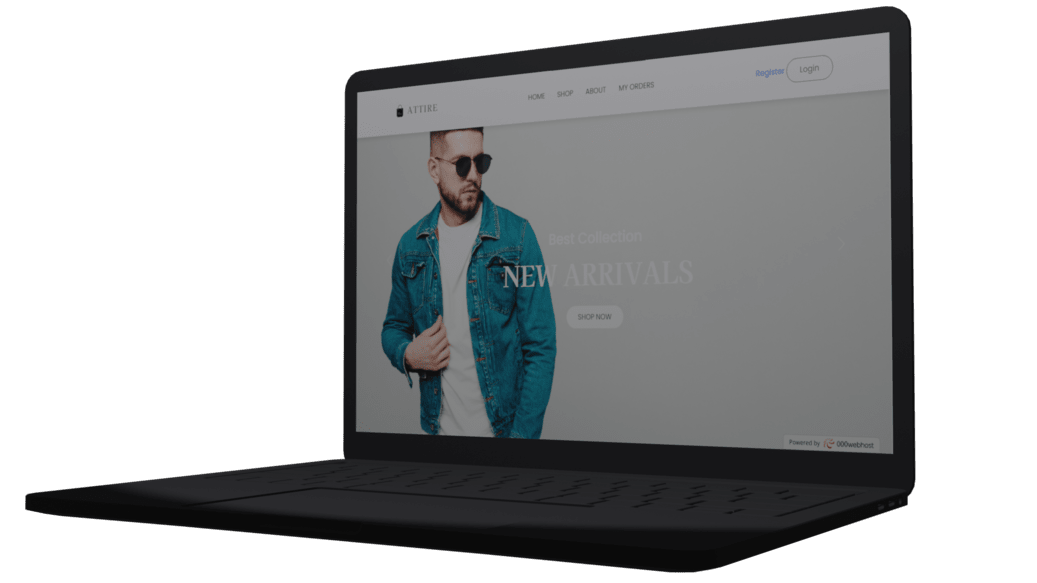 ATTIRE
HOME SHOP ABOUT MY ORDERS
Register Login
Best Collection
NEW ARRIVALS
SHOP NOW
Powered by 000webhost